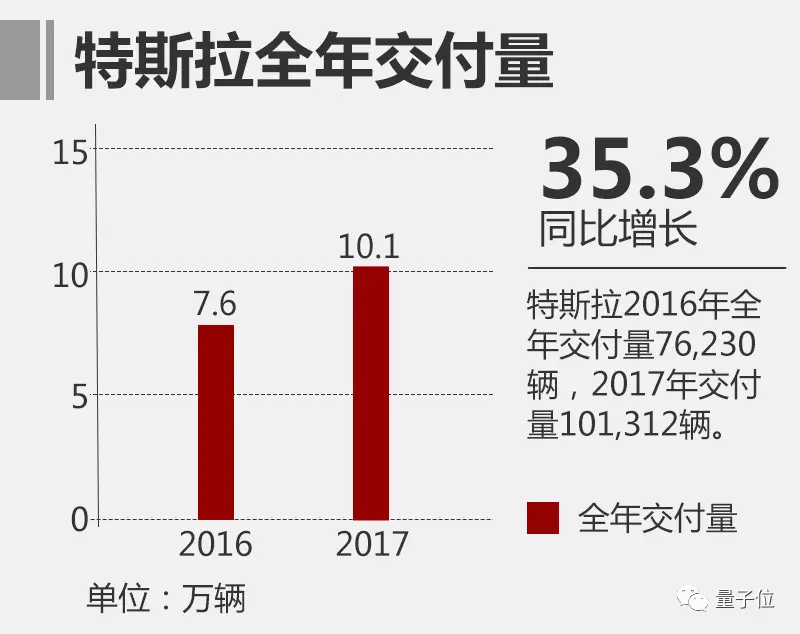 特斯拉全年交付量
15
10
5
0
7.6
10.1
2016
2017
单位：万辆
35.3%
同比增长
特斯拉2016年全
年交付量76,230
辆，2017年交付
量101,312辆。
全年交付量
量子位